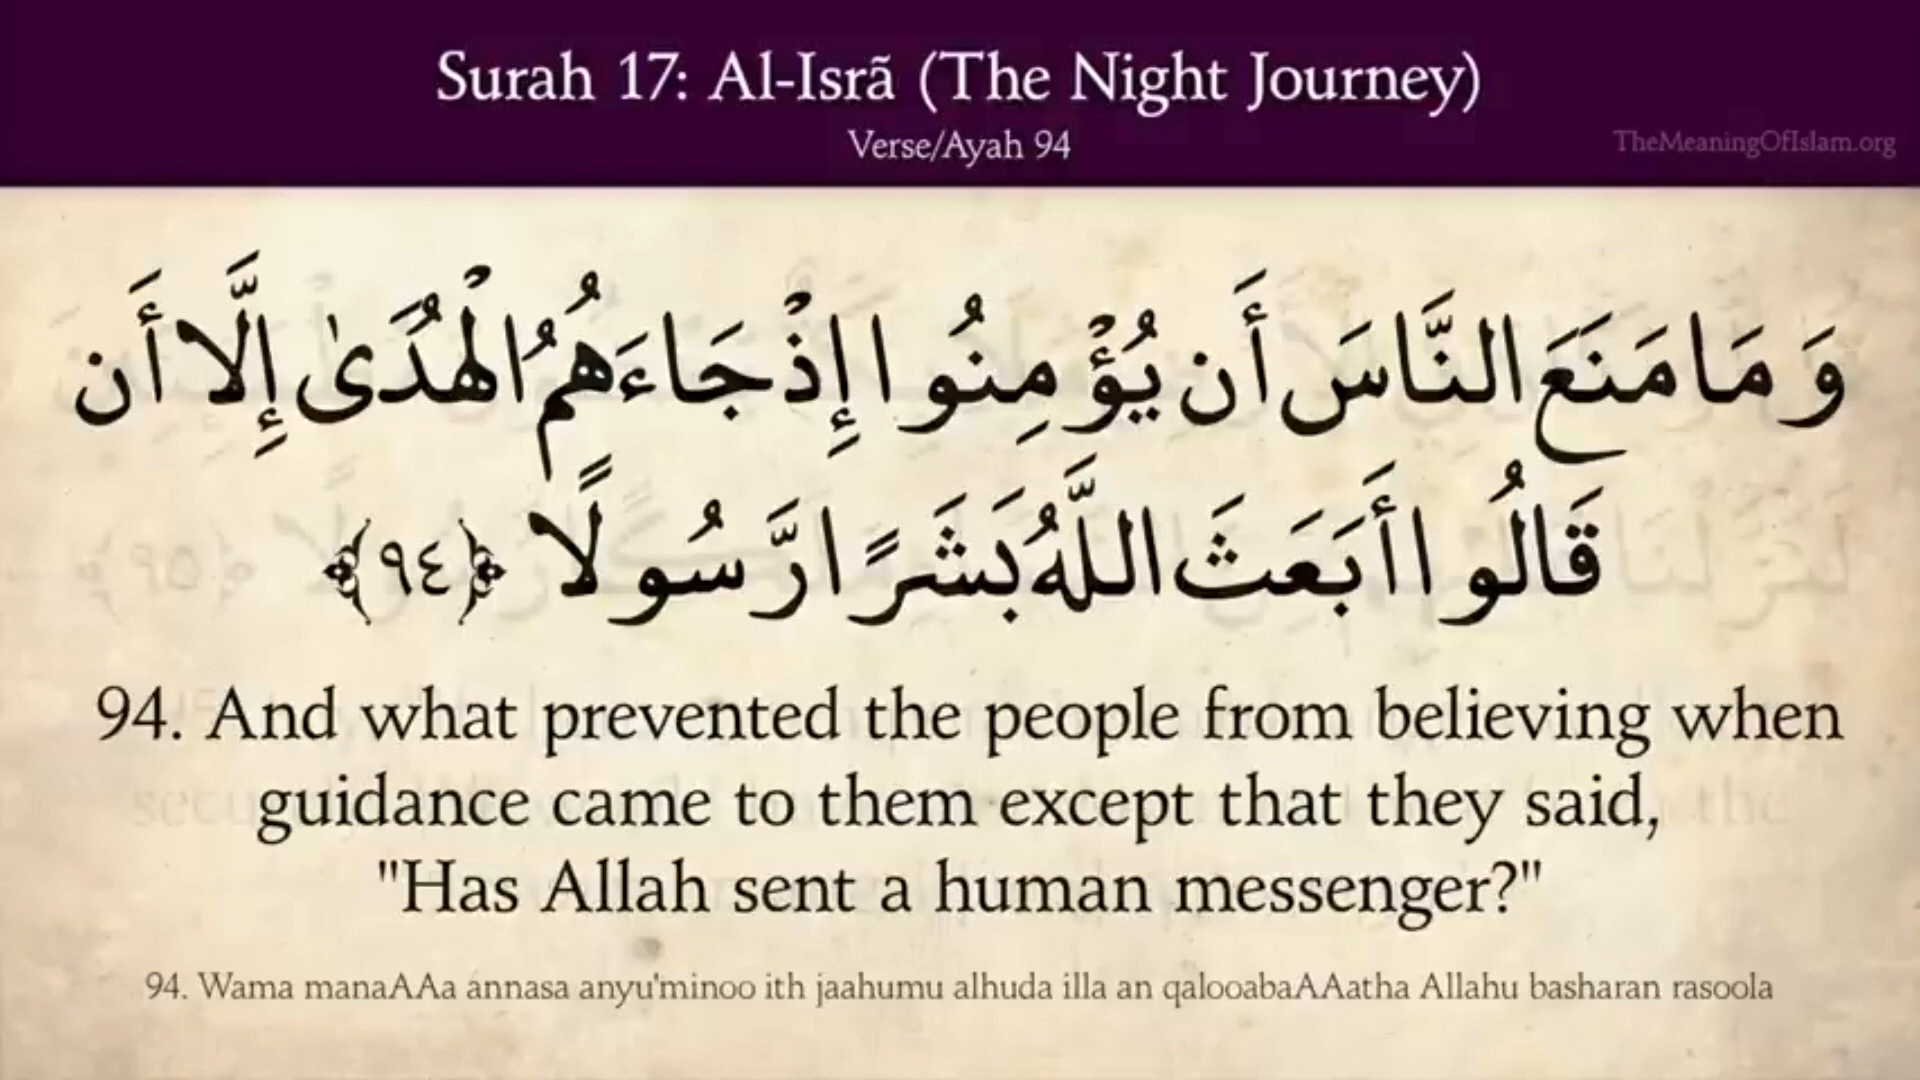 Surah 17: Al-Isrã (The Night Journey)
Verse/Ayah 94
TheMeaningOfIslam.org
وَمَا مَنَعَ النَّاسَ أَن يُؤْمِنُوا إِذْ جَاءَهُمُ الْهُدَىٰ إِلَّا أَن
قَالُوا أَبَعَثَ اللَّهُ بَشَرًا رَّسُولًا ﴿٩٤﴾
94. And what prevented the people from believing when
guidance came to them except that they said,
"Has Allah sent a human messenger?"
94. Wama manaAAa annasa anyu'minoo ith jaahumu alhuda illa an qalooabaAAatha Allahu basharan rasoola